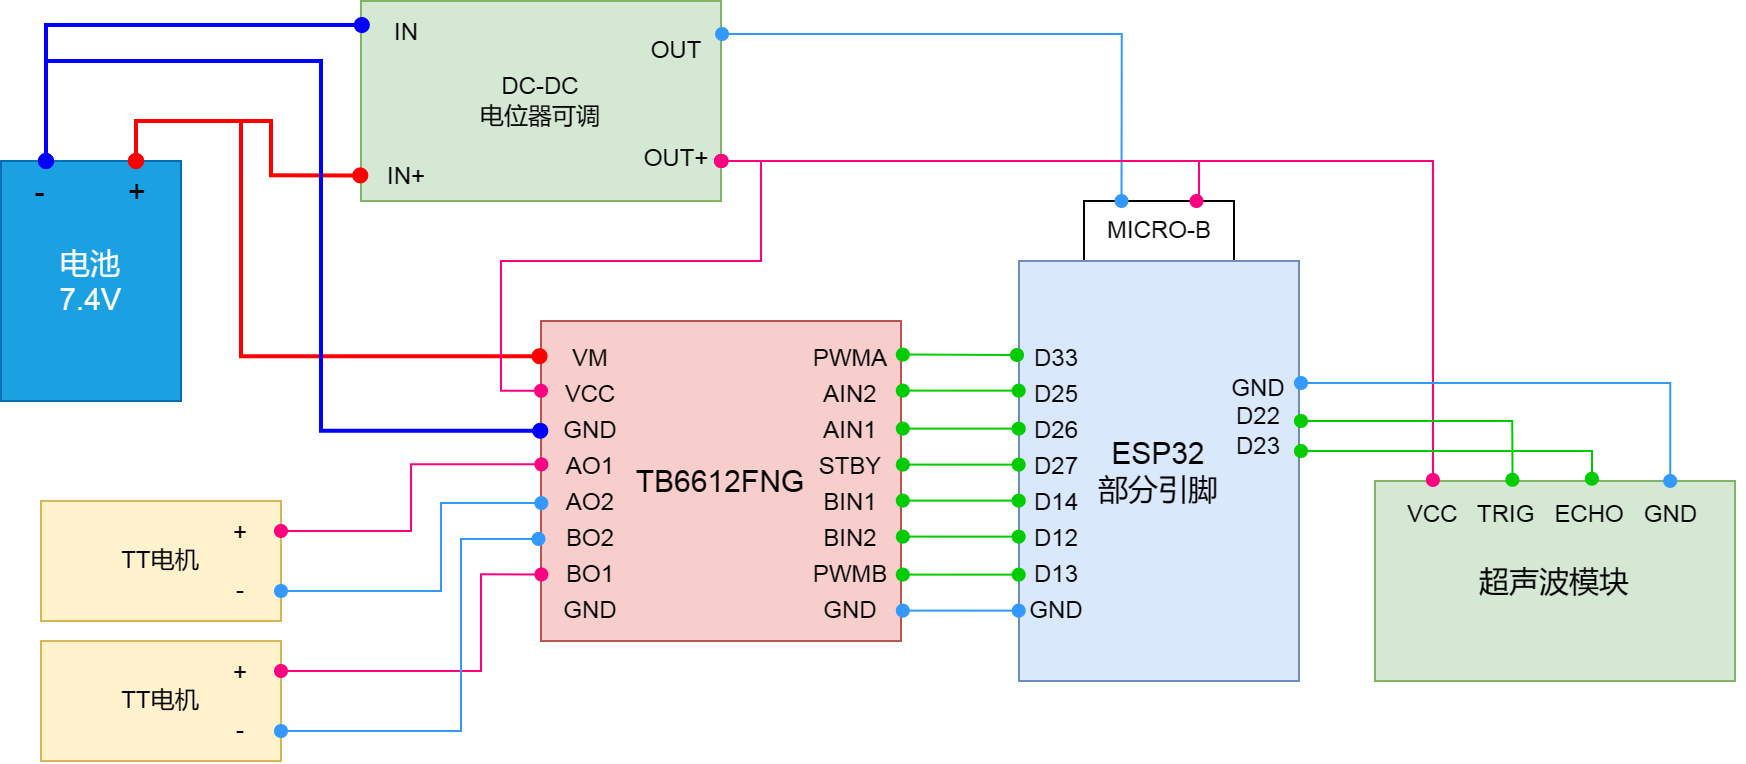 IN
OUT
DC-DC
电位器可调
OUT+
IN+
- +
电池
7.4V
MICRO-B
VM
VCC
GND
AO1
AO2
BO2
BO1
GND
TB6612FNG
PWMA
AIN2
AIN1
STBY
BIN1
BIN2
PWMB
GND
D33
D25
D26
D27
D14
D12
D13
GND
ESP32
部分引脚
GND
D22
D23
VCC TRIG ECHO GND
超声波模块
+
TT电机
-
+
TT电机
-